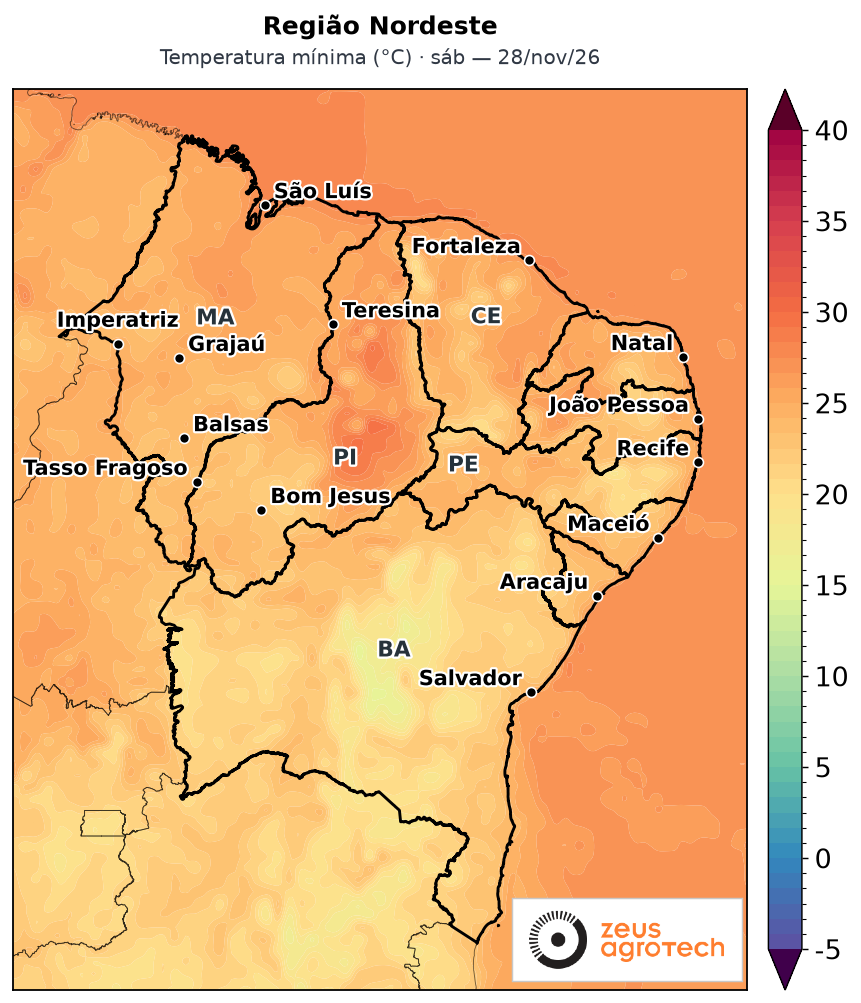 Região Nordeste
Temperatura mínima (°C) · sáb — 28/nov/26
São Luís
Fortaleza
Teresina
Imperatriz
MA
CE
Grajaú
Natal
João Pessoa
Balsas
Recife
PI
PE
Tasso Fragoso
Bom Jesus
Maceió
Aracaju
BA
Salvador
40
35
30
25
20
15
10
5
0
-5
zeus
agrotech